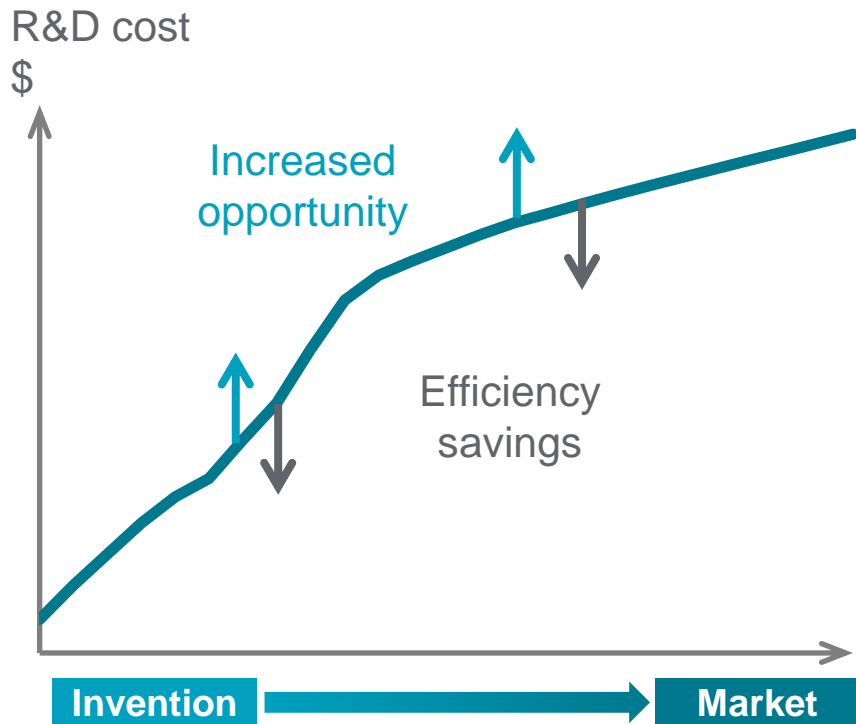 R&D cost
$
Increased
opportunity
Efficiency
savings
Invention
Market